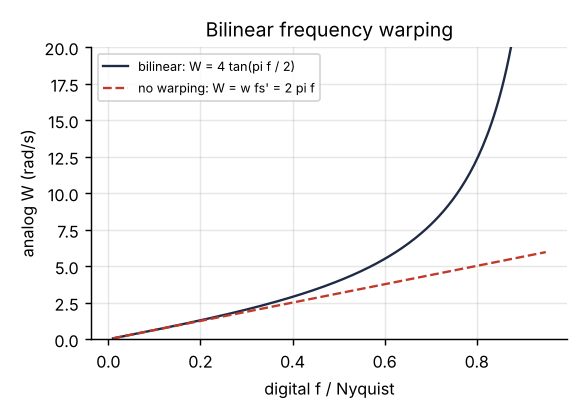 Bilinear frequency warping
bilinear: W = 4 tan(pi f / 2)
no warping: W = w fs' = 2 pi f
analog W (rad/s)
20.0
17.5
15.0
12.5
10.0
7.5
5.0
2.5
0.0
0.0 0.2 0.4 0.6 0.8
digital f / Nyquist